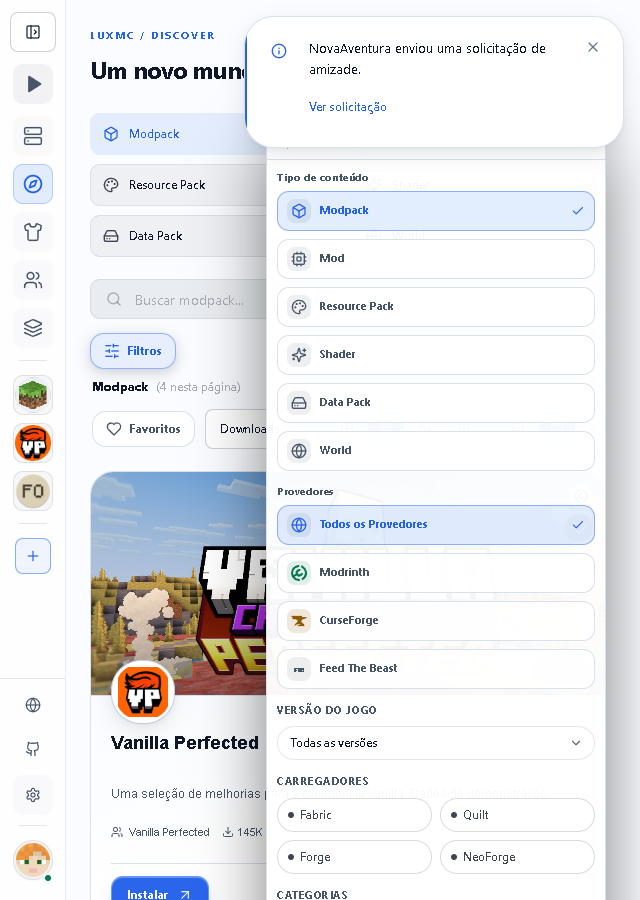 LUXMC / DISCOVER
Um novo mun
NovaAventura enviou uma solicitação de
amizade.
Ver solicitação
Modpack
Resource Pack
Data Pack
Buscar modpack...
Filtros
Modpack (4 nesta página)
Favoritos
Downloa
Tipo de conteúdo
Modpack
Mod
Resource Pack
Shader
Data Pack
World
Provedores
Todos os Provedores
Modrinth
CurseForge
Feed The Beast
VERSÃO DO JOGO
Todas as versões
CARREGADORES
Fabric
Quilt
Forge
NeoForge
CATEGORIAS
FO
Vanilla Perfected
Uma seleção de melhorias
Vanilla Perfected
145K
Instalar